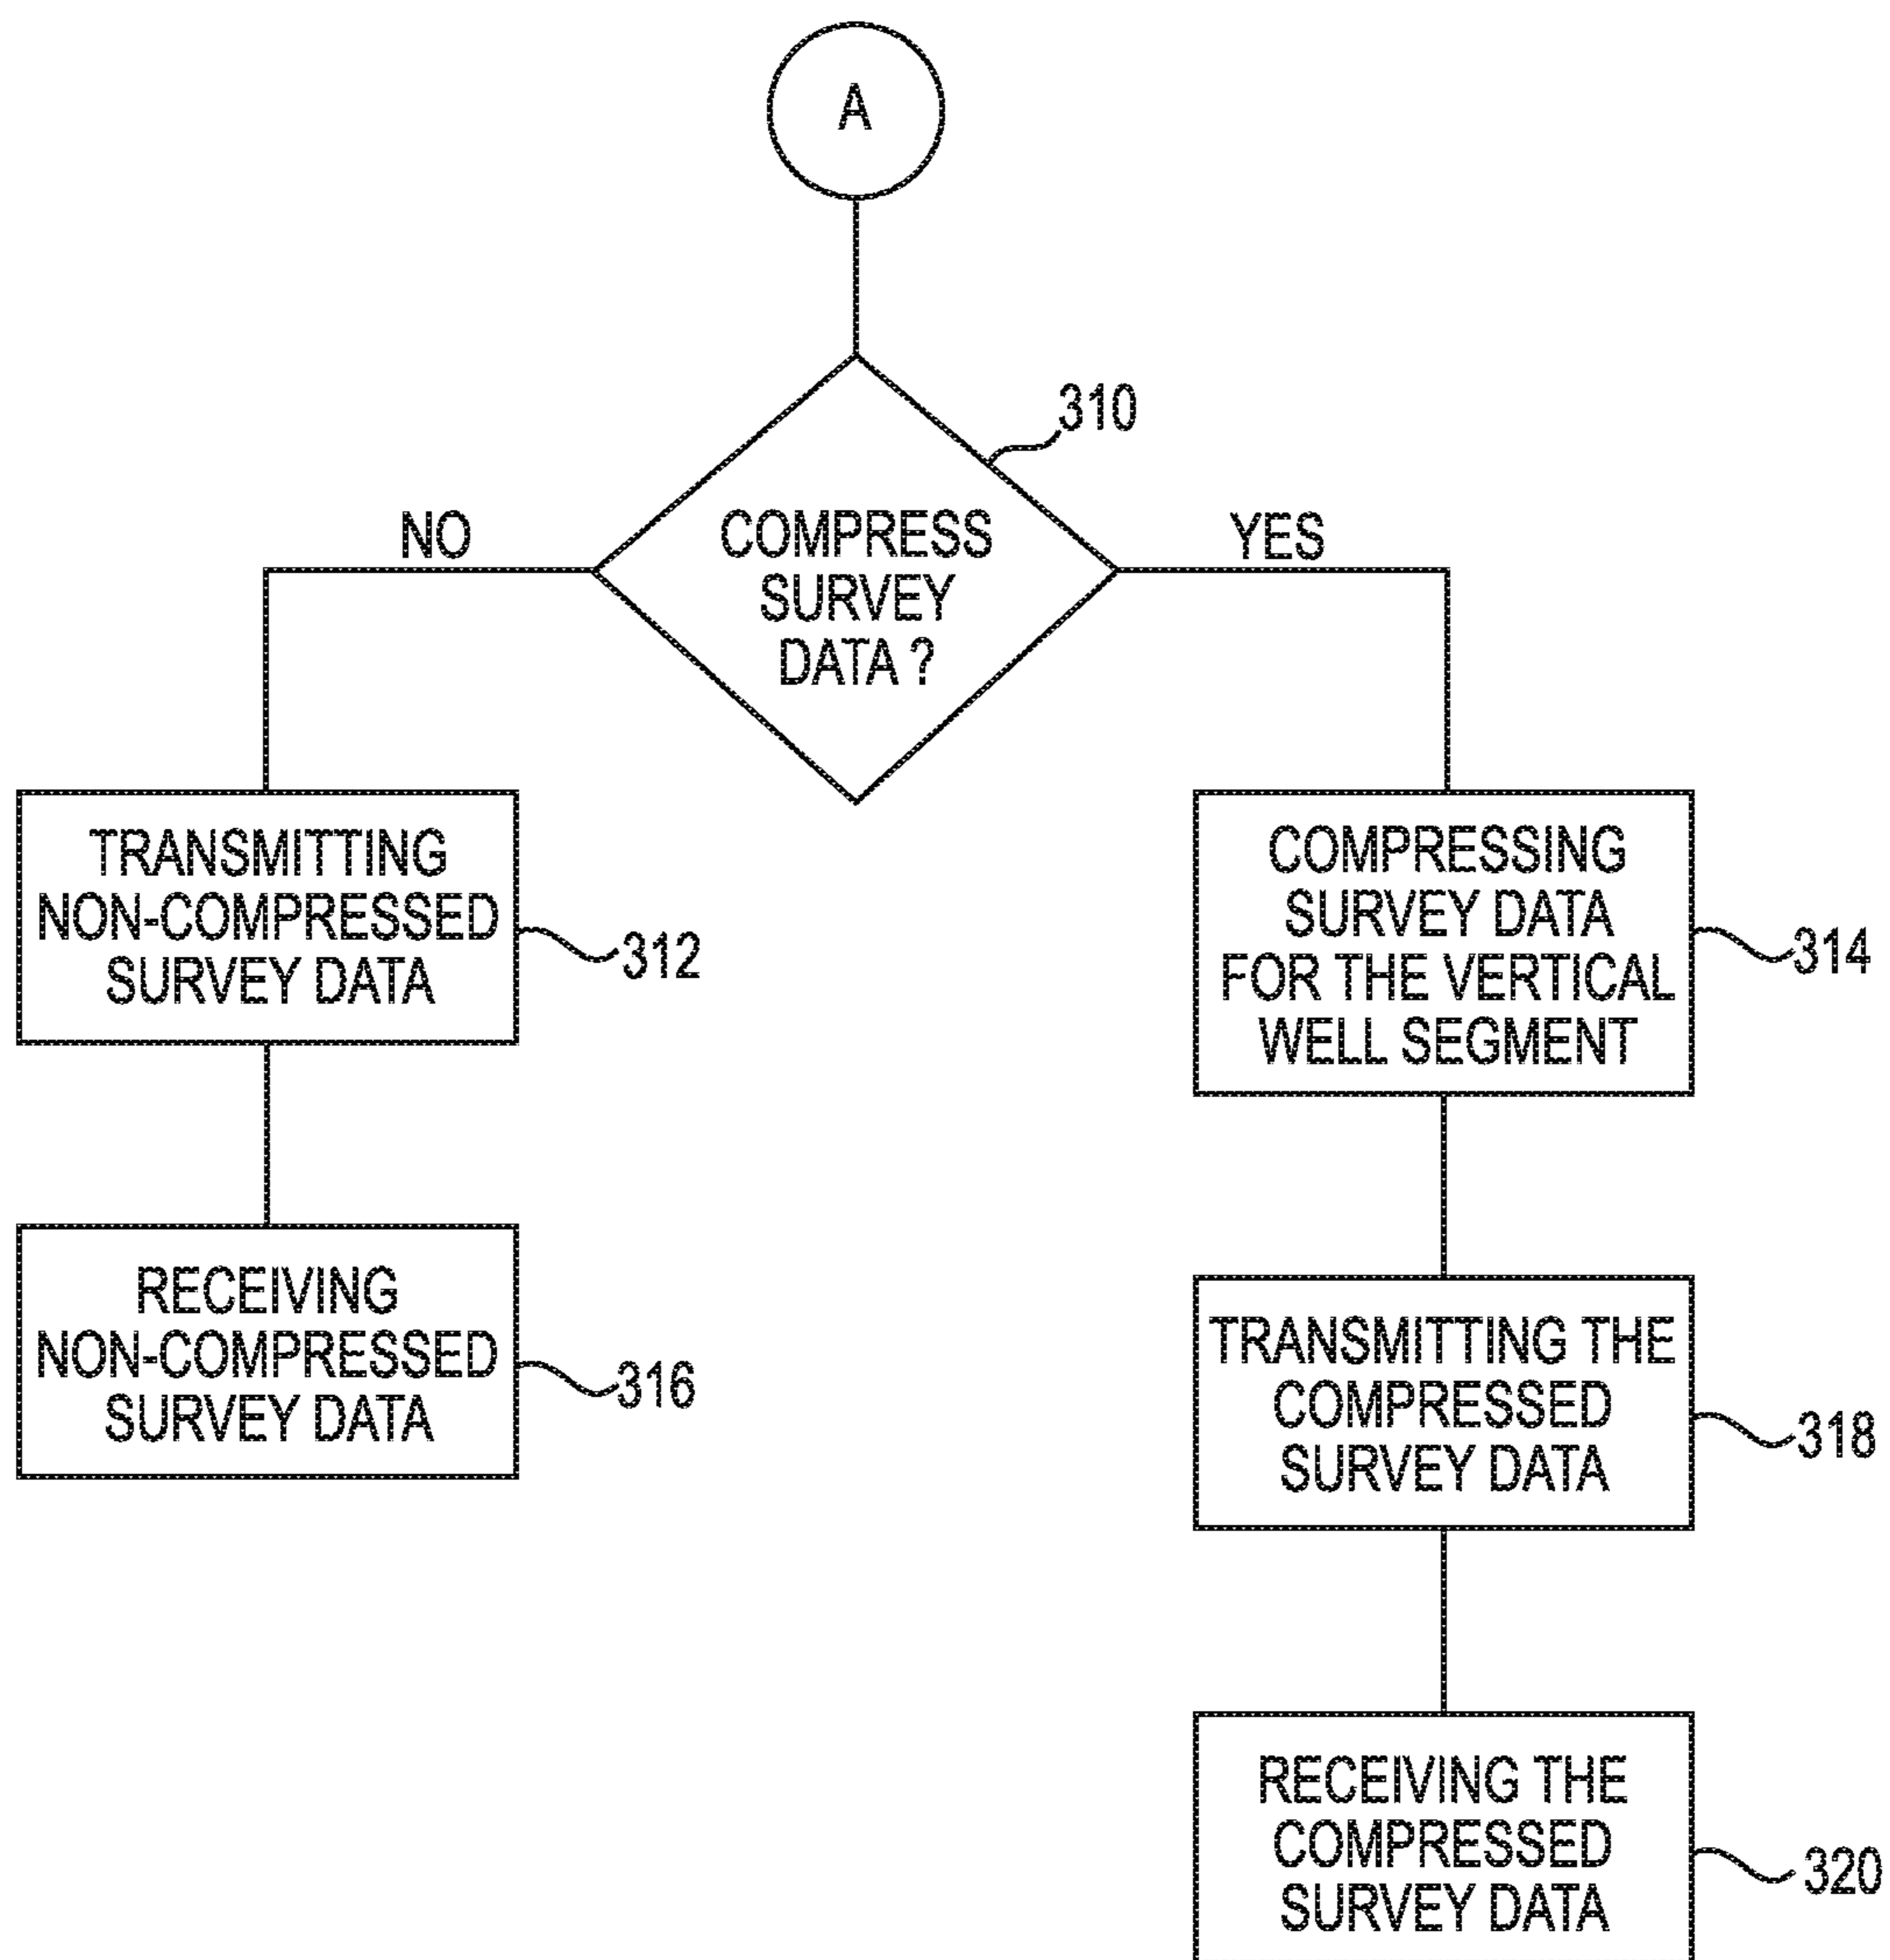 A
310
COMPRESS
SURVEY
DATA ?
NO
YES
TRANSMITTING
NON-COMPRESSED
SURVEY DATA
312
COMPRESSING
SURVEY DATA
FOR THE VERTICAL
WELL SEGMENT
314
RECEIVING
NON-COMPRESSED
SURVEY DATA
316
TRANSMITTING THE
COMPRESSED
SURVEY DATA
318
RECEIVING THE
COMPRESSED
SURVEY DATA
320